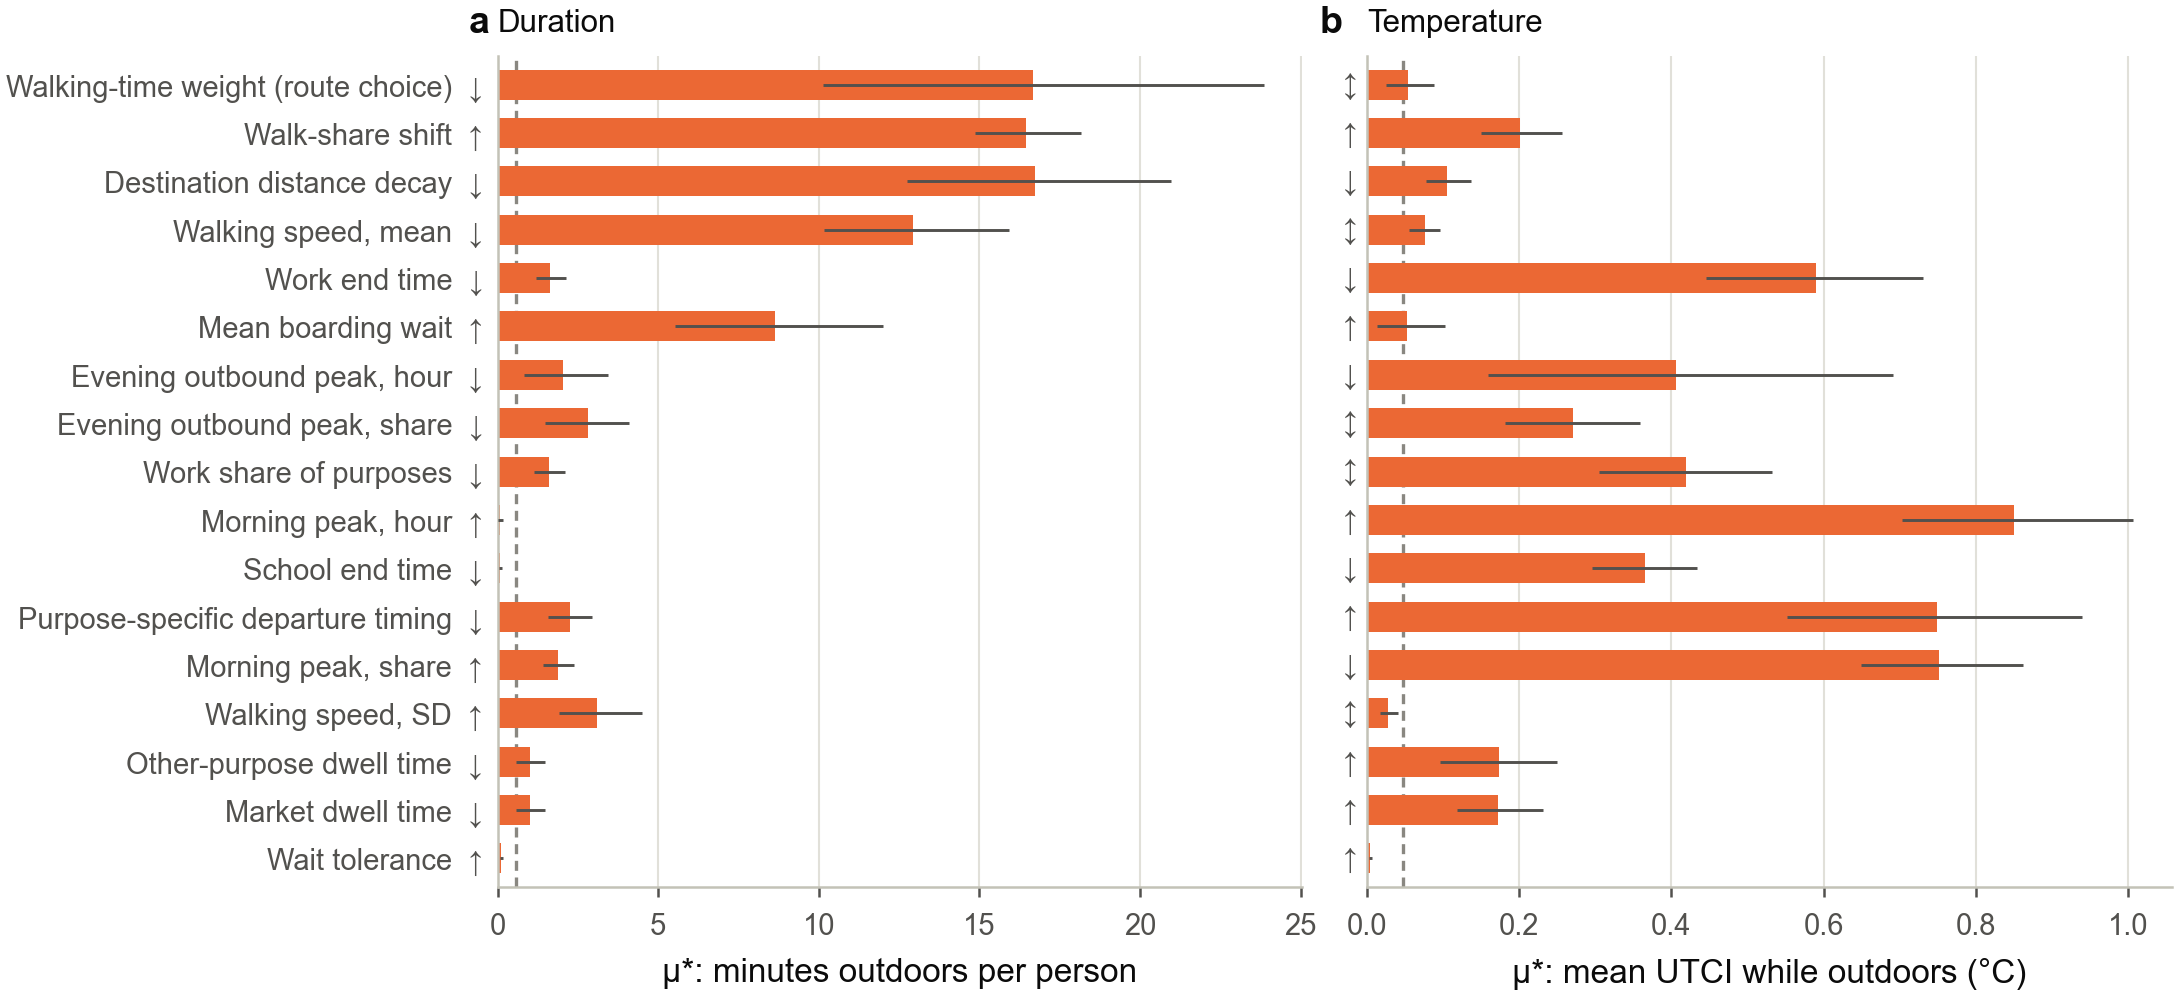 a Duration
b Temperature
Walking-time weight (route choice) ↓ ↕
Walk-share shift ↑ ↑
Destination distance decay ↓ ↓
Walking speed, mean ↓ ↕
Work end time ↓ ↓
Mean boarding wait ↑ ↑
Evening outbound peak, hour ↓ ↓
Evening outbound peak, share ↓ ↕
Work share of purposes ↓ ↕
Morning peak, hour ↑ ↑
School end time ↓ ↓
Purpose-specific departure timing ↓ ↑
Morning peak, share ↑ ↓
Walking speed, SD ↑ ↕
Other-purpose dwell time ↓ ↑
Market dwell time ↓ ↑
Wait tolerance ↑ ↑
0 5 10 15 20 25
0.0 0.2 0.4 0.6 0.8 1.0
μ*: minutes outdoors per person
μ*: mean UTCI while outdoors (°C)